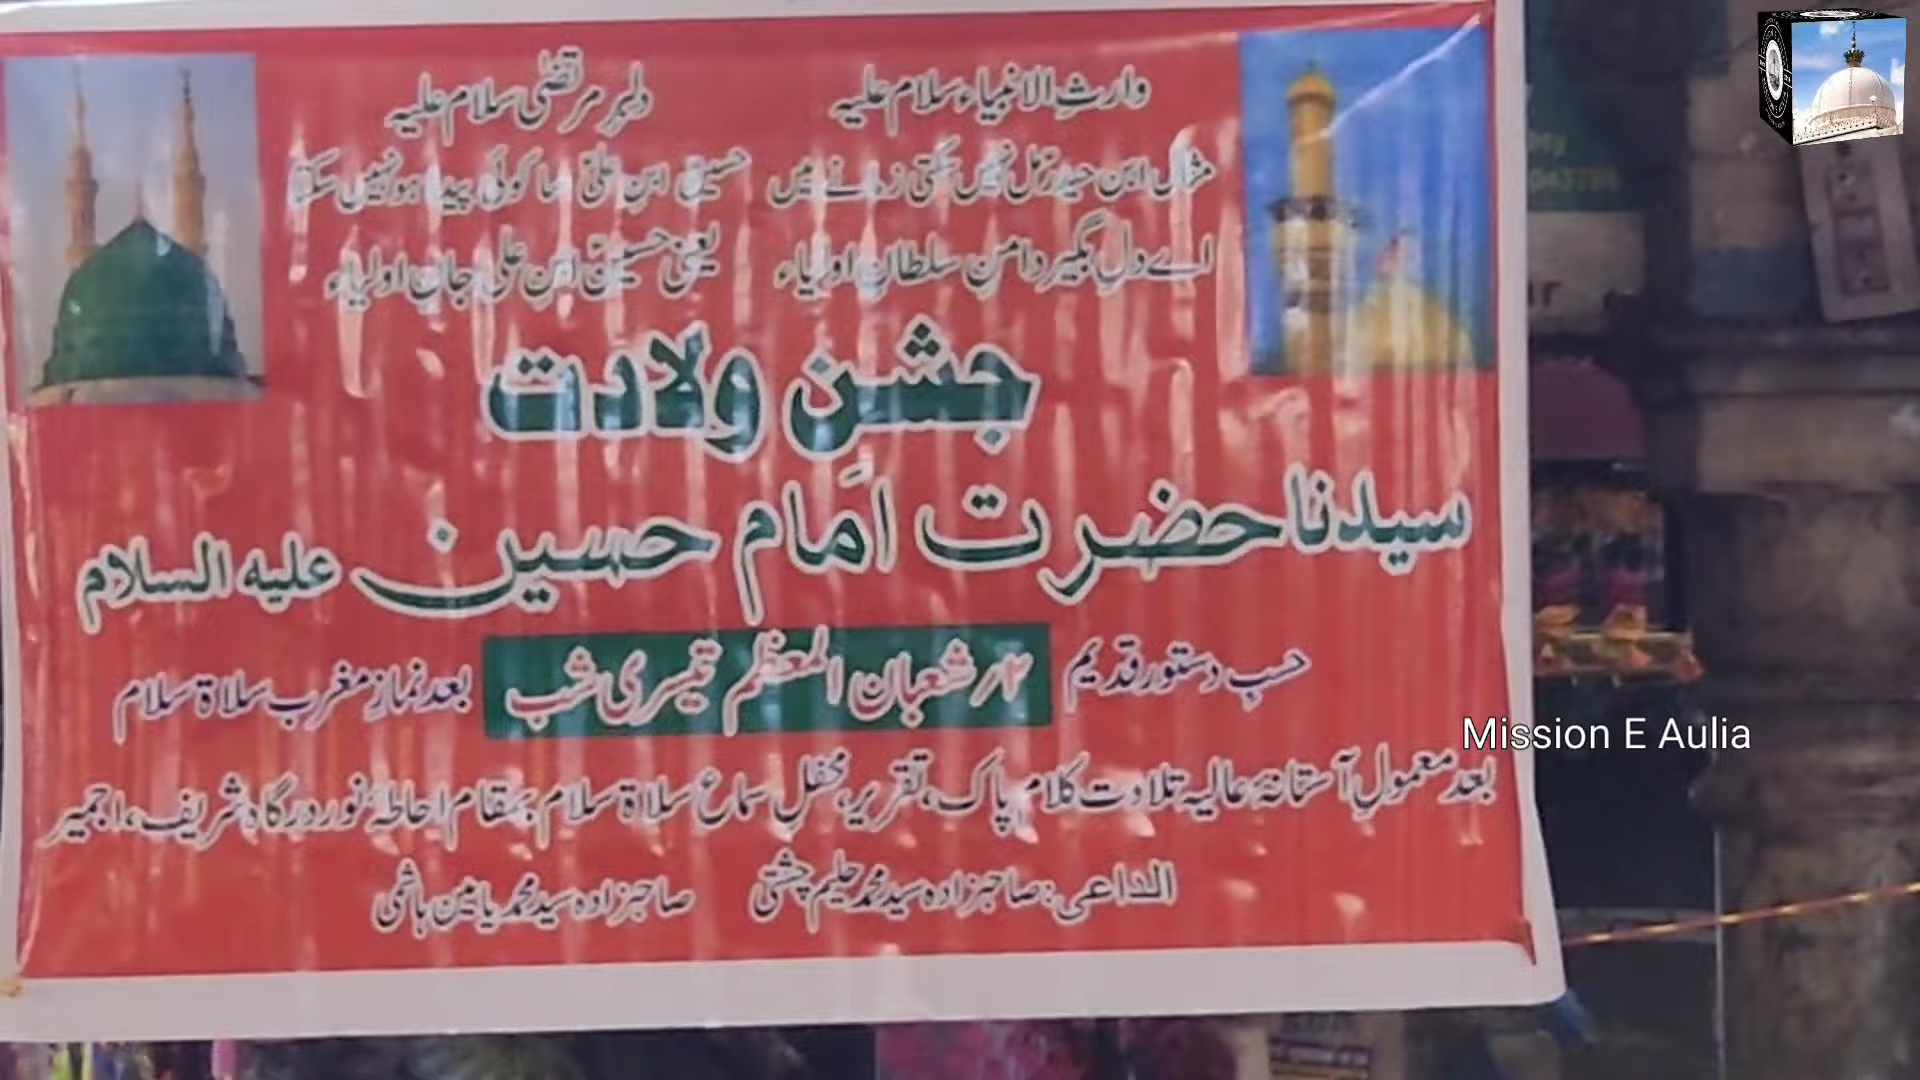 وارثِ الانبیاء سلام علیہ دلبرِ مرتضٰی سلام علیہ
مثال ابن حیدر مل نہیں سکتی زمانے میں حسین ابن علی سا کوئی پیدا ہو نہیں سکتا
اے دل بگیر دامنِ سلطانِ اولیاء یعنی حسین ابن علی جانِ اولیاء
جشنِ ولادت
سیدنا حضرت امام حسین علیہ السلام
حسبِ دستور قدیم ۲/ شعبان المعظم تیسری شب بعد نمازِ مغرب سلاۃ سلام
بعد معمولِ آستانۂ عالیہ تلاوت کلام پاک، تقریر، محفلِ سماع سلاۃ سلام بمقام احاطۂ نور درگاہ شریف، اجمیر
الداعی: صاحبزادہ سید محمد حلیم چشتی صاحبزادہ سید محمد یامین ہاشمی
Mission E Aulia